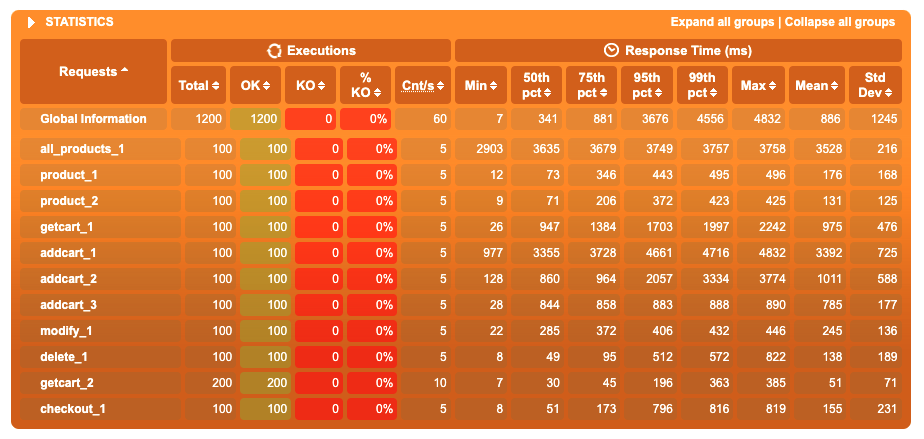 STATISTICS Expand all groups | Collapse all groups
Requests Executions Response Time (ms)
Total OK KO % KO Cnt/s Min 50th pct 75th pct 95th pct 99th pct Max Mean Std Dev
Global Information 1200 1200 0 0% 60 7 341 881 3676 4556 4832 886 1245
all_products_1 100 100 0 0% 5 2903 3635 3679 3749 3757 3758 3528 216
product_1 100 100 0 0% 5 12 73 346 443 495 496 176 168
product_2 100 100 0 0% 5 9 71 206 372 423 425 131 125
getcart_1 100 100 0 0% 5 26 947 1384 1703 1997 2242 975 476
addcart_1 100 100 0 0% 5 977 3355 3728 4661 4716 4832 3392 725
addcart_2 100 100 0 0% 5 128 860 964 2057 3334 3774 1011 588
addcart_3 100 100 0 0% 5 28 844 858 883 888 890 785 177
modify_1 100 100 0 0% 5 22 285 372 406 432 446 245 136
delete_1 100 100 0 0% 5 8 49 95 512 572 822 138 189
getcart_2 200 200 0 0% 10 7 30 45 196 363 385 51 71
checkout_1 100 100 0 0% 5 8 51 173 796 816 819 155 231